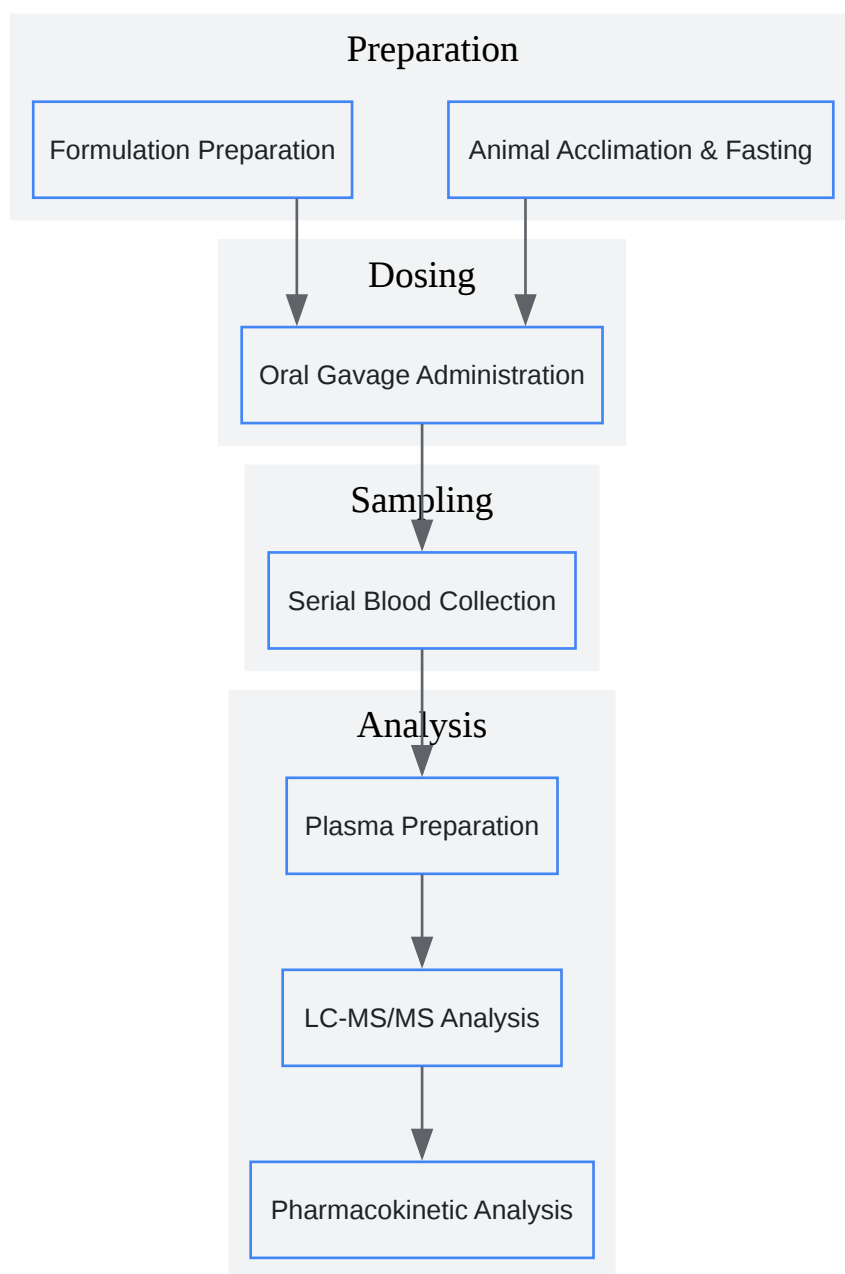 Preparation
Formulation Preparation
Animal Acclimation & Fasting
Dosing
Oral Gavage Administration
Sampling
Serial Blood Collection
Analysis
Plasma Preparation
LC-MS/MS Analysis
Pharmacokinetic Analysis